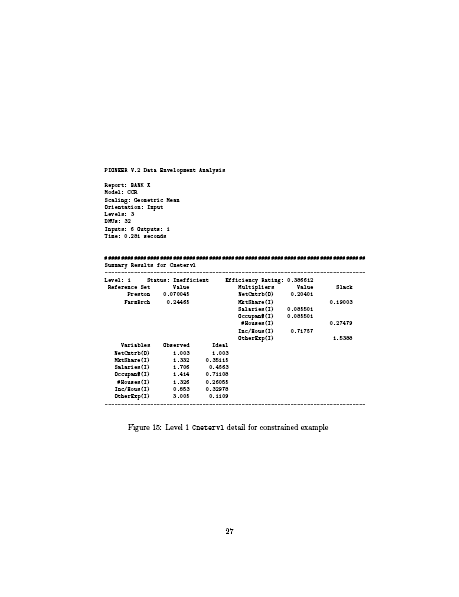 PIONEER V.2 Data Envelopment Analysis
Report: BANK X
Model: CCR
Scaling: Geometric Mean
Orientation: Input
Levels: 3
DMUs: 32
Inputs: 6 Outputs: 1
Time: 0.281 seconds
################################################################
Summary Results for Cnetervl
----------------------------------------------------------------
Level: 1 Status: Inefficient Efficiency Rating: 0.386612
Reference Set Value Multipliers Value Slack
Preston 0.070045 NetCntrb(D) 0.20401
FarmBrch 0.24465 MktShare(I) 0.19003
Salaries(I) 0.085501
Occupan$(I) 0.085501
#Houses(I) 0.27479
Inc/Hous(I) 0.71757
OtherExp(I) 1.5388
Variables Observed Ideal
NetCntrb(D) 1.003 1.003
MktShare(I) 1.332 0.35115
Salaries(I) 1.706 0.4863
Occupan$(I) 1.414 0.71108
#Houses(I) 1.326 0.26055
Inc/Hous(I) 0.853 0.32978
OtherExp(I) 3.005 0.1109
----------------------------------------------------------------
Figure 15: Level 1 Cnetervl detail for constrained example
27